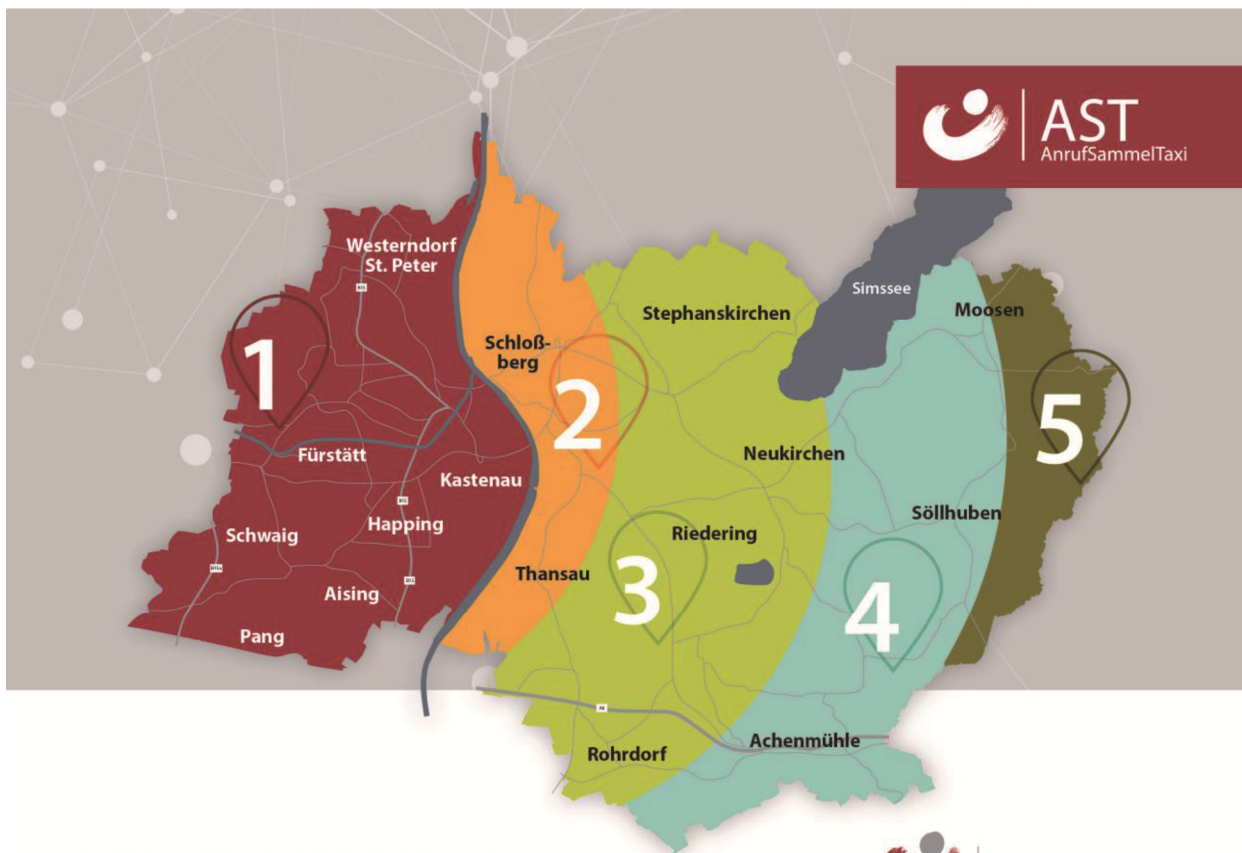 AST
AnrufSammelTaxi
Westerndorf
St. Peter
Simssee
Moosen
Stephanskirchen
Schloß-
berg
1
2
5
Fürstätt
Kastenau
Neukirchen
Söllhuben
Happing
Schwaig
Riedering
Thansau
3
4
Aising
Pang
Rohrdorf
Achenmühle